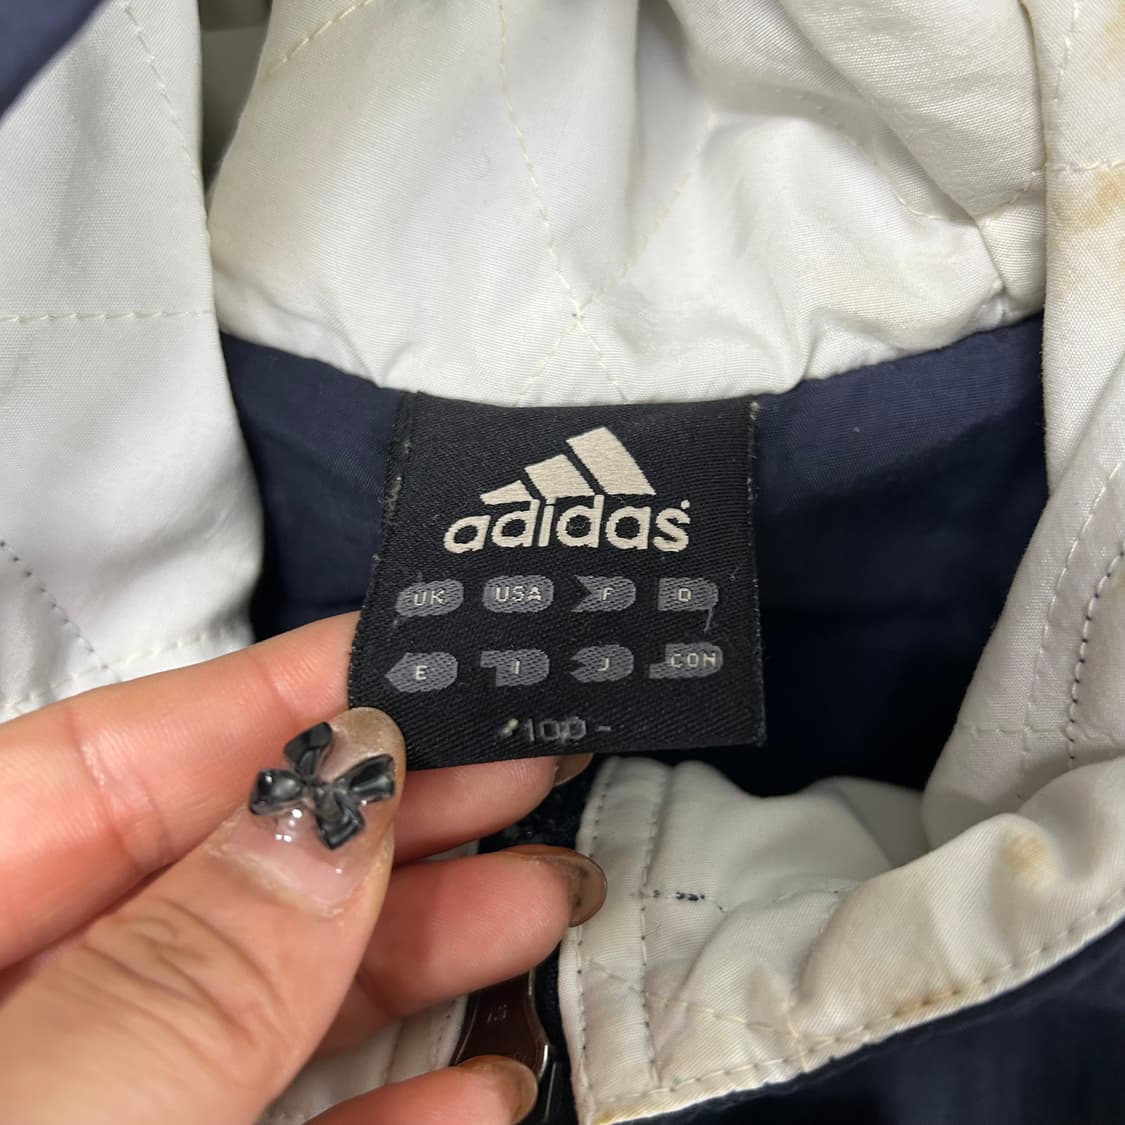 adidas
UK USA F D
E I J CON
100 -